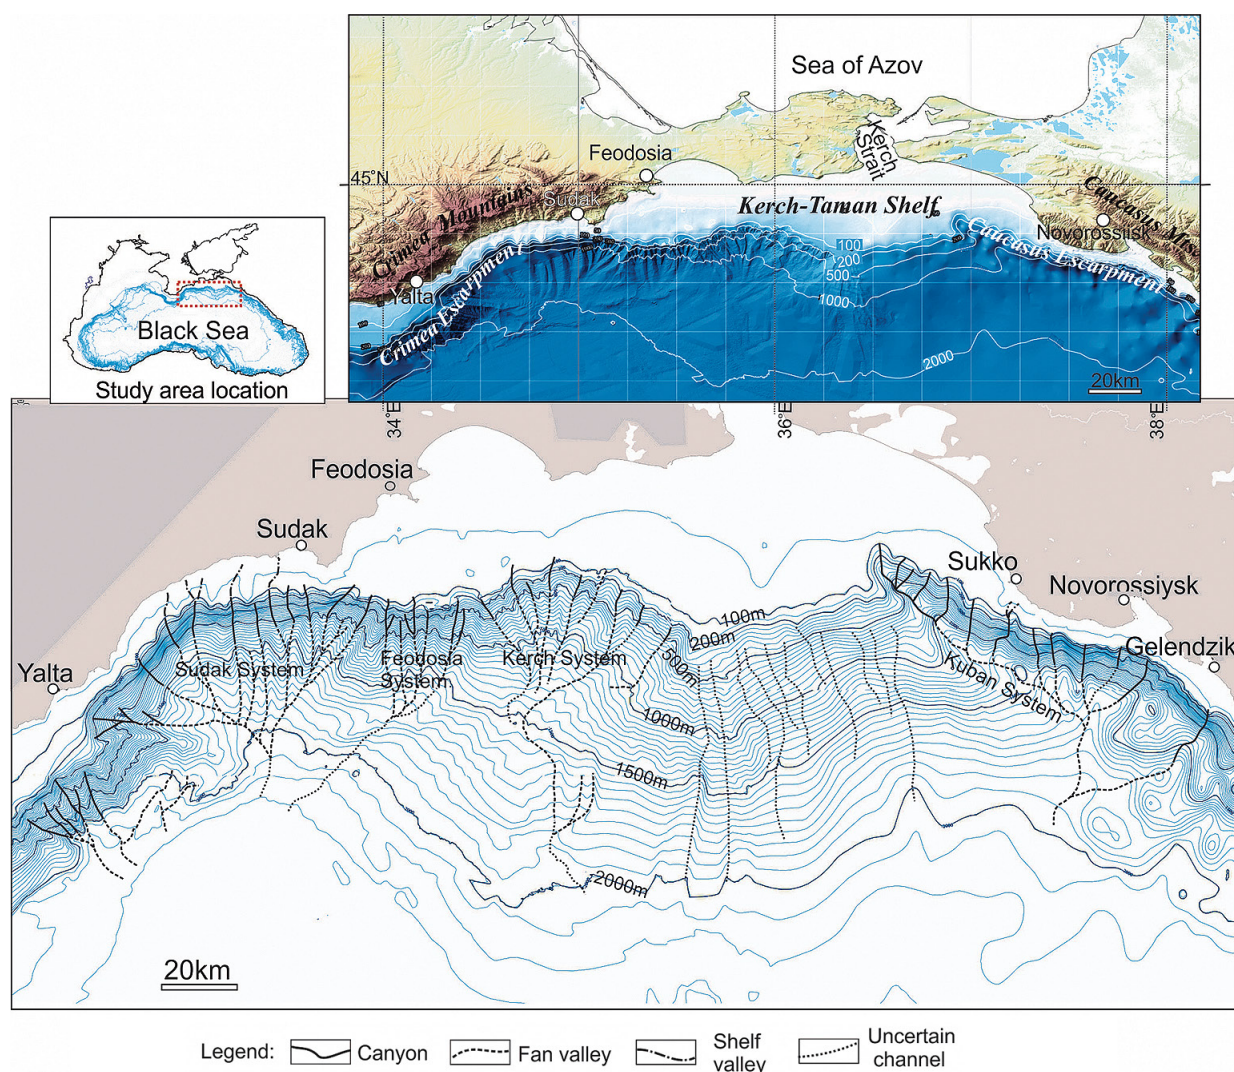 Sea of Azov
Kerch
Strait
Feodosia
45°N
Crimea Mountains
Sudak
Kerch-Taman Shelf
Caucasus Mts.
Novorossiisk
Yalta
Crimea Escarpment
Caucasus Escarpment
100
200
500
1000
2000
20km
Black Sea
Study area location
34°E
36°E
38°E
Feodosia
Sudak
Sukko
Novorossiysk
Gelendzik
Yalta
Sudak System
Feodosia
System
Kerch System
Kuban System
100m
200m
500m
1000m
1500m
2000m
20km
Legend:
Canyon
Fan valley
Shelf
valley
Uncertain
channel